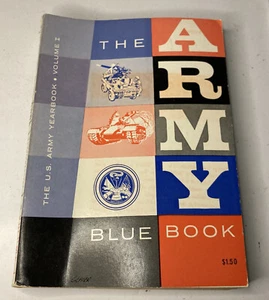 THE ARMY
BLUE BOOK
THE U.S. ARMY YEARBOOK • VOLUME I
$1.50